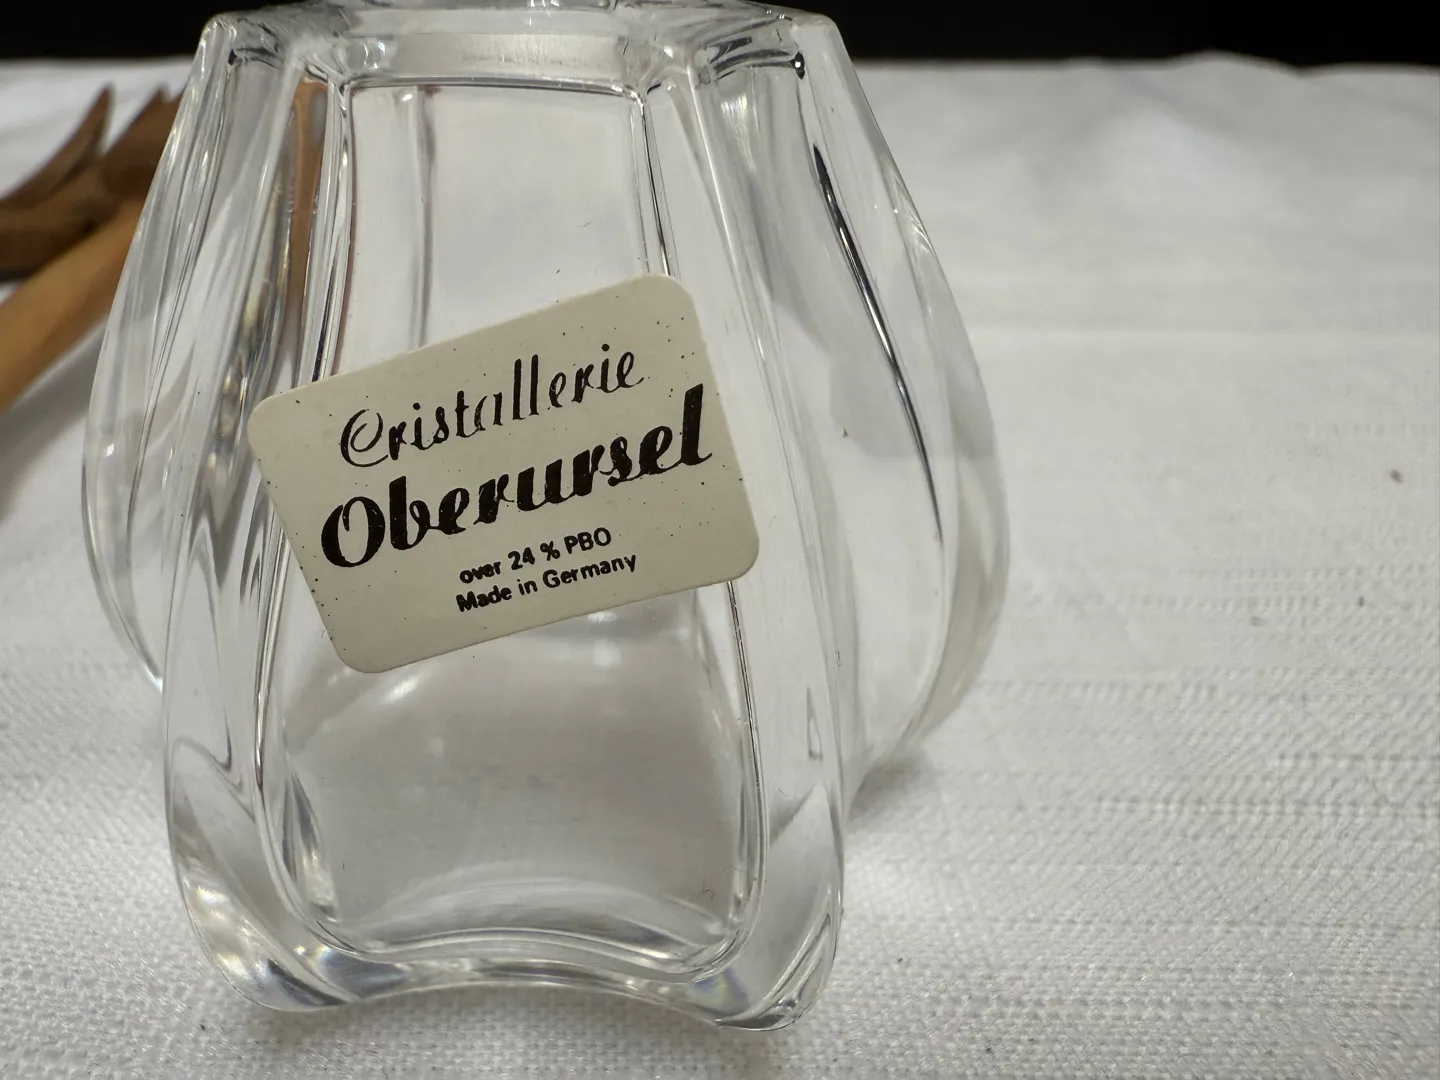 Cristallerie
Oberursel
over 24 % PBO
Made in Germany